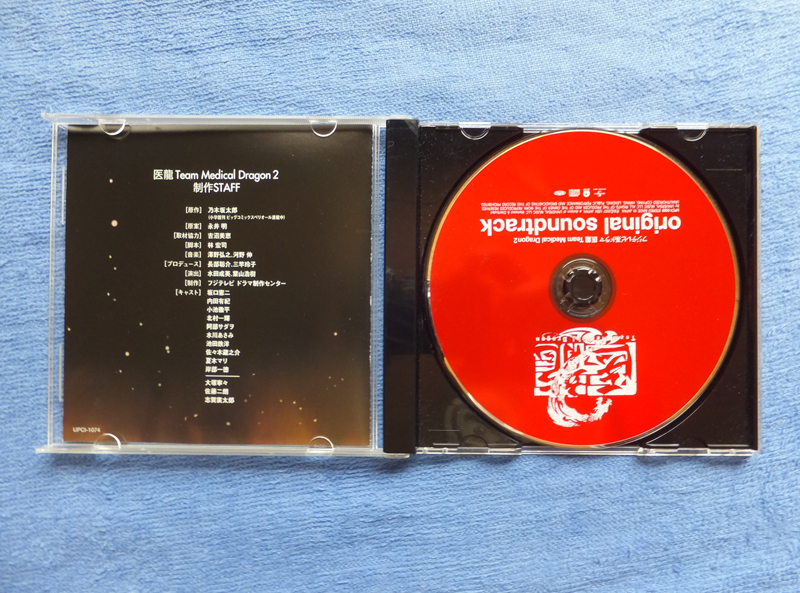 医龍 Team Medical Dragon 2
制作STAFF
[原作] 乃木坂太郎
(小学館刊 ビッグコミックスペリオール連載中)
[原案] 永井 明
[取材協力] 吉沼美恵
[脚本] 林 宏司
[音楽] 澤野弘之、河野 伸
[プロデュース] 長部聡介、三竿玲子
[演出] 水田成英、葉山浩樹
[制作] フジテレビ ドラマ制作センター
[キャスト] 坂口憲二
内田有紀
小池徹平
北村一輝
阿部サダヲ
水川あさみ
池田鉄洋
佐々木蔵之介
夏木マリ
岸部一徳
大塚寧々
佐藤二朗
志賀廣太郎
フジテレビ系ドラマ 医龍 Team Medical Dragon 2
original soundtrack
Team Medical Dragon